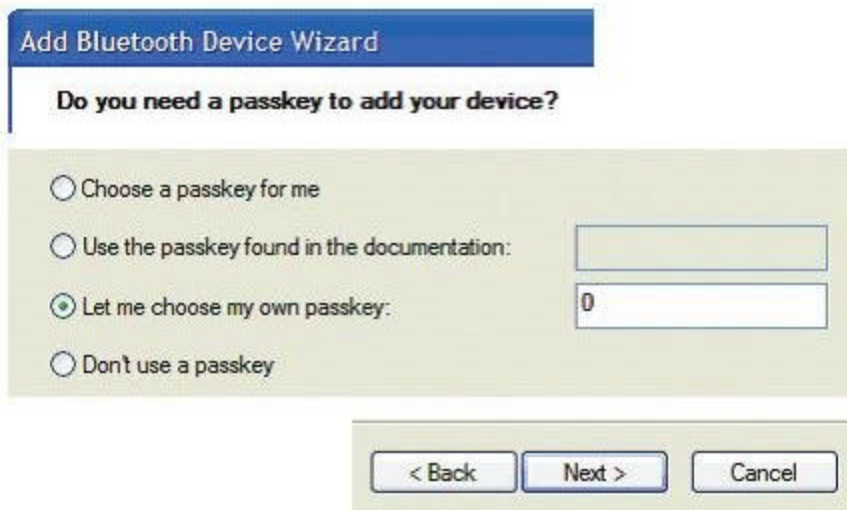 Add Bluetooth Device Wizard
Do you need a passkey to add your device?
Choose a passkey for me
Use the passkey found in the documentation:
Let me choose my own passkey: 0
Don't use a passkey
< Back Next > Cancel